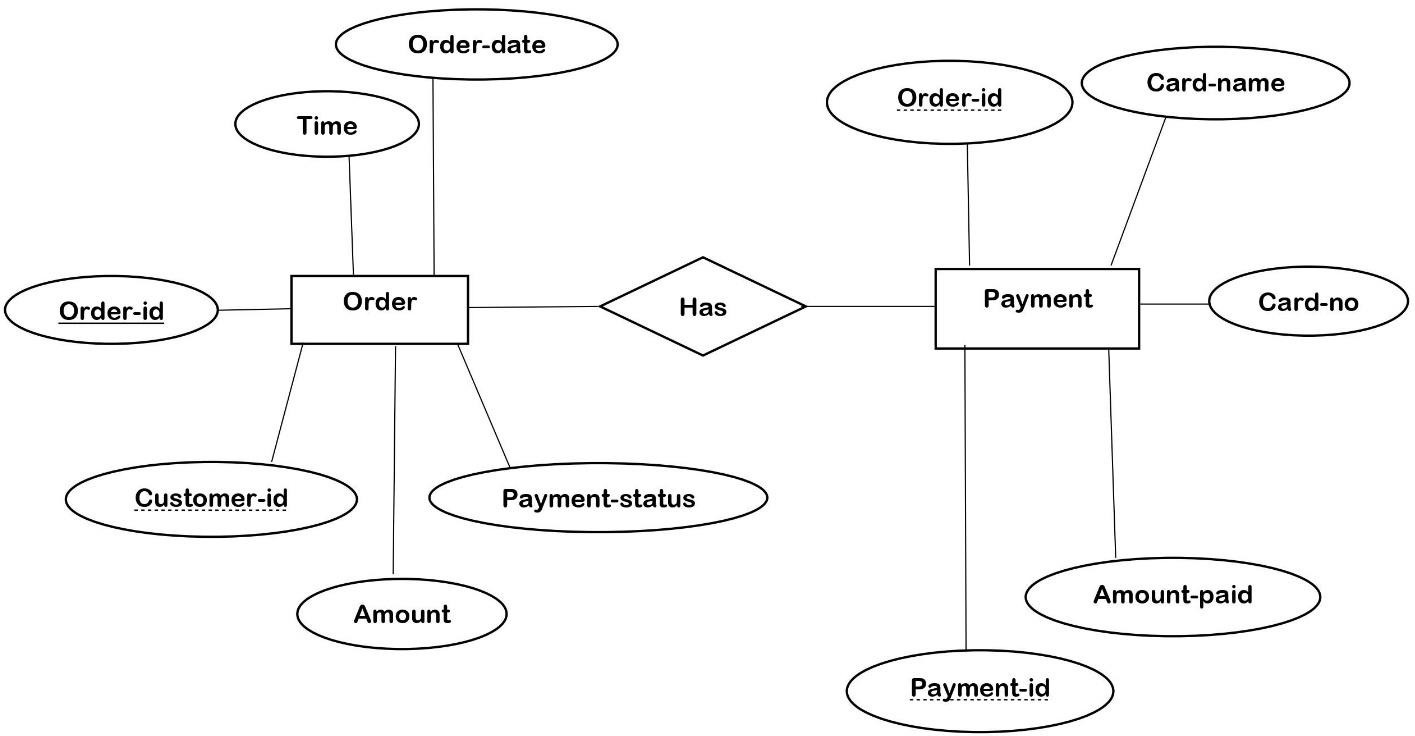 Order-date
Time
Order-id
Order
Customer-id
Payment-status
Amount
Has
Order-id
Card-name
Payment
Card-no
Amount-paid
Payment-id